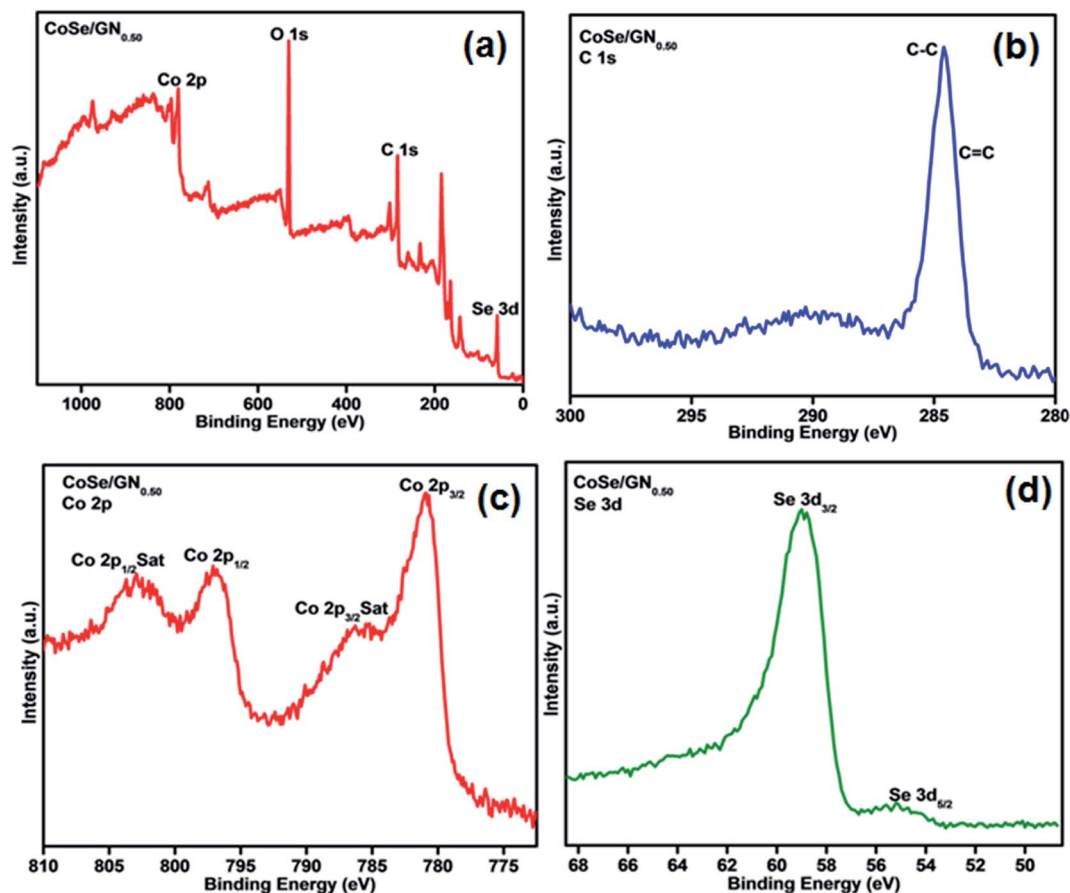 CoSe/GN0.50
(a)
O 1s
Co 2p
C 1s
Se 3d
Intensity (a.u.)
1000 800 600 400 200 0
Binding Energy (eV)
CoSe/GN0.50
C 1s
(b)
C-C
C=C
Intensity (a.u.)
300 295 290 285 280
Binding Energy (eV)
CoSe/GN0.50
Co 2p
(c)
Co 2p3/2
Co 2p1/2Sat
Co 2p1/2
Co 2p3/2Sat
Intensity (a.u.)
810 805 800 795 790 785 780 775
Binding Energy (eV)
CoSe/GN0.50
Se 3d
(d)
Se 3d3/2
Se 3d5/2
Intensity (a.u.)
68 66 64 62 60 58 56 54 52 50
Binding Energy (eV)